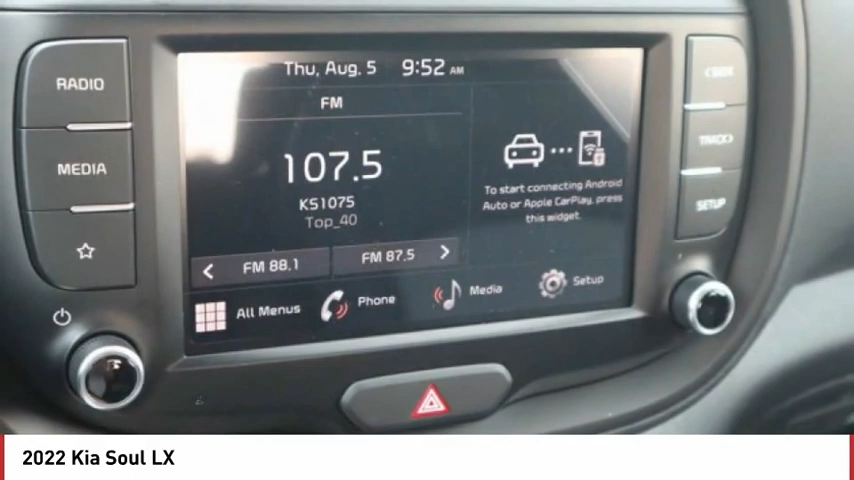 Thu, Aug. 5 9:52 AM
RADIO
FM
MEDIA
107.5
KS1075
Top_40
To start connecting Android
Auto or Apple CarPlay, press
this widget.
SETUP
FM 88.1
FM 87.5
All Menus
Phone
Media
Setup
2022 Kia Soul LX